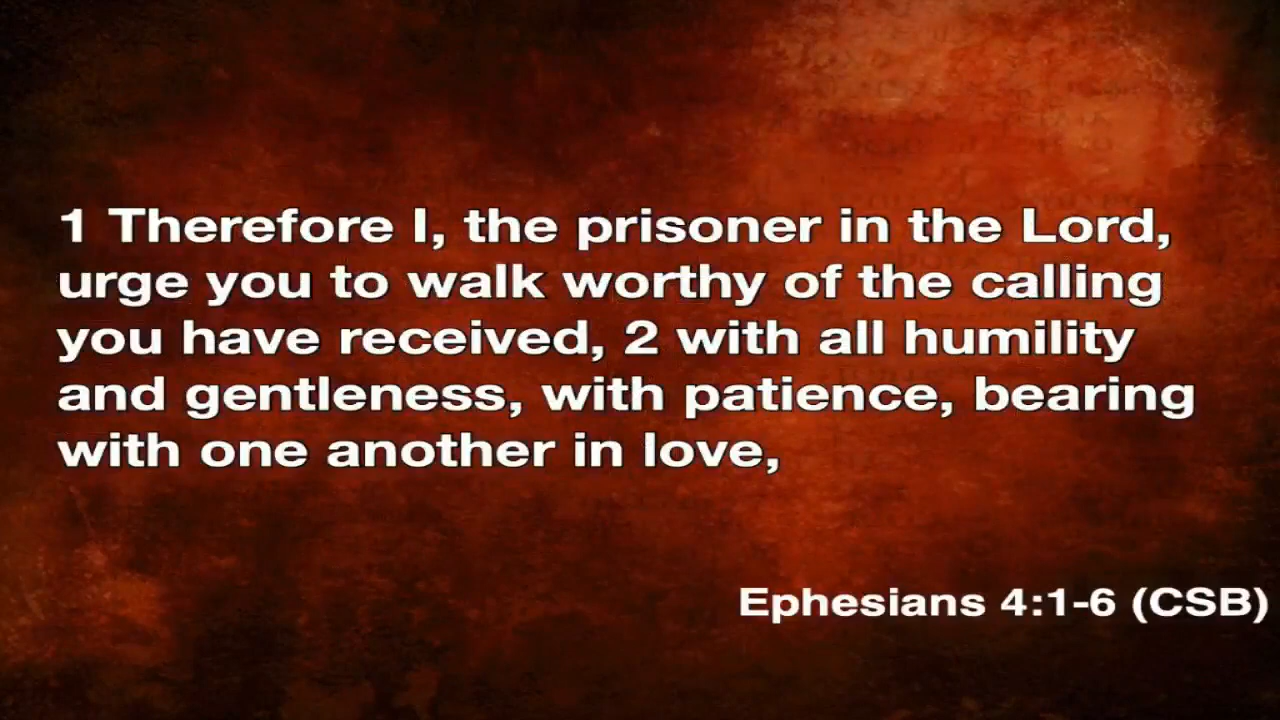 1 Therefore I, the prisoner in the Lord,
urge you to walk worthy of the calling
you have received, 2 with all humility
and gentleness, with patience, bearing
with one another in love,
Ephesians 4:1-6 (CSB)